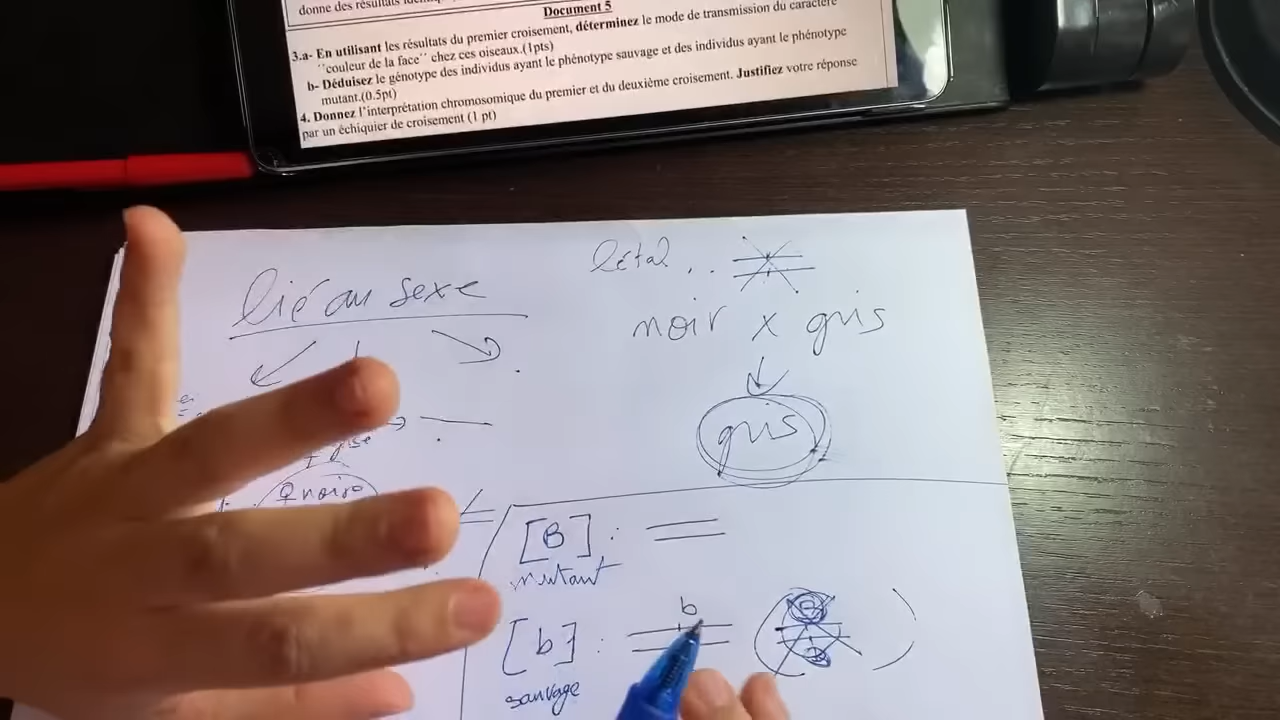 donne des résultats
Document 5
3.a- En utilisant les résultats du premier croisement, déterminez le mode de transmission du caractère
''couleur de la face'' chez ces oiseaux.(1pts)
b- Déduisez le génotype des individus ayant le phénotype sauvage et des individus ayant le phénotype
mutant.(0.5pt)
4. Donnez l'interprétation chromosomique du premier et du deuxième croisement. Justifiez votre réponse
par un échiquier de croisement (1 pt)
létal ..
lié au sexe
noir x gris
gris
♀ noire
[B] :
mutant
b
[b] :
sauvage